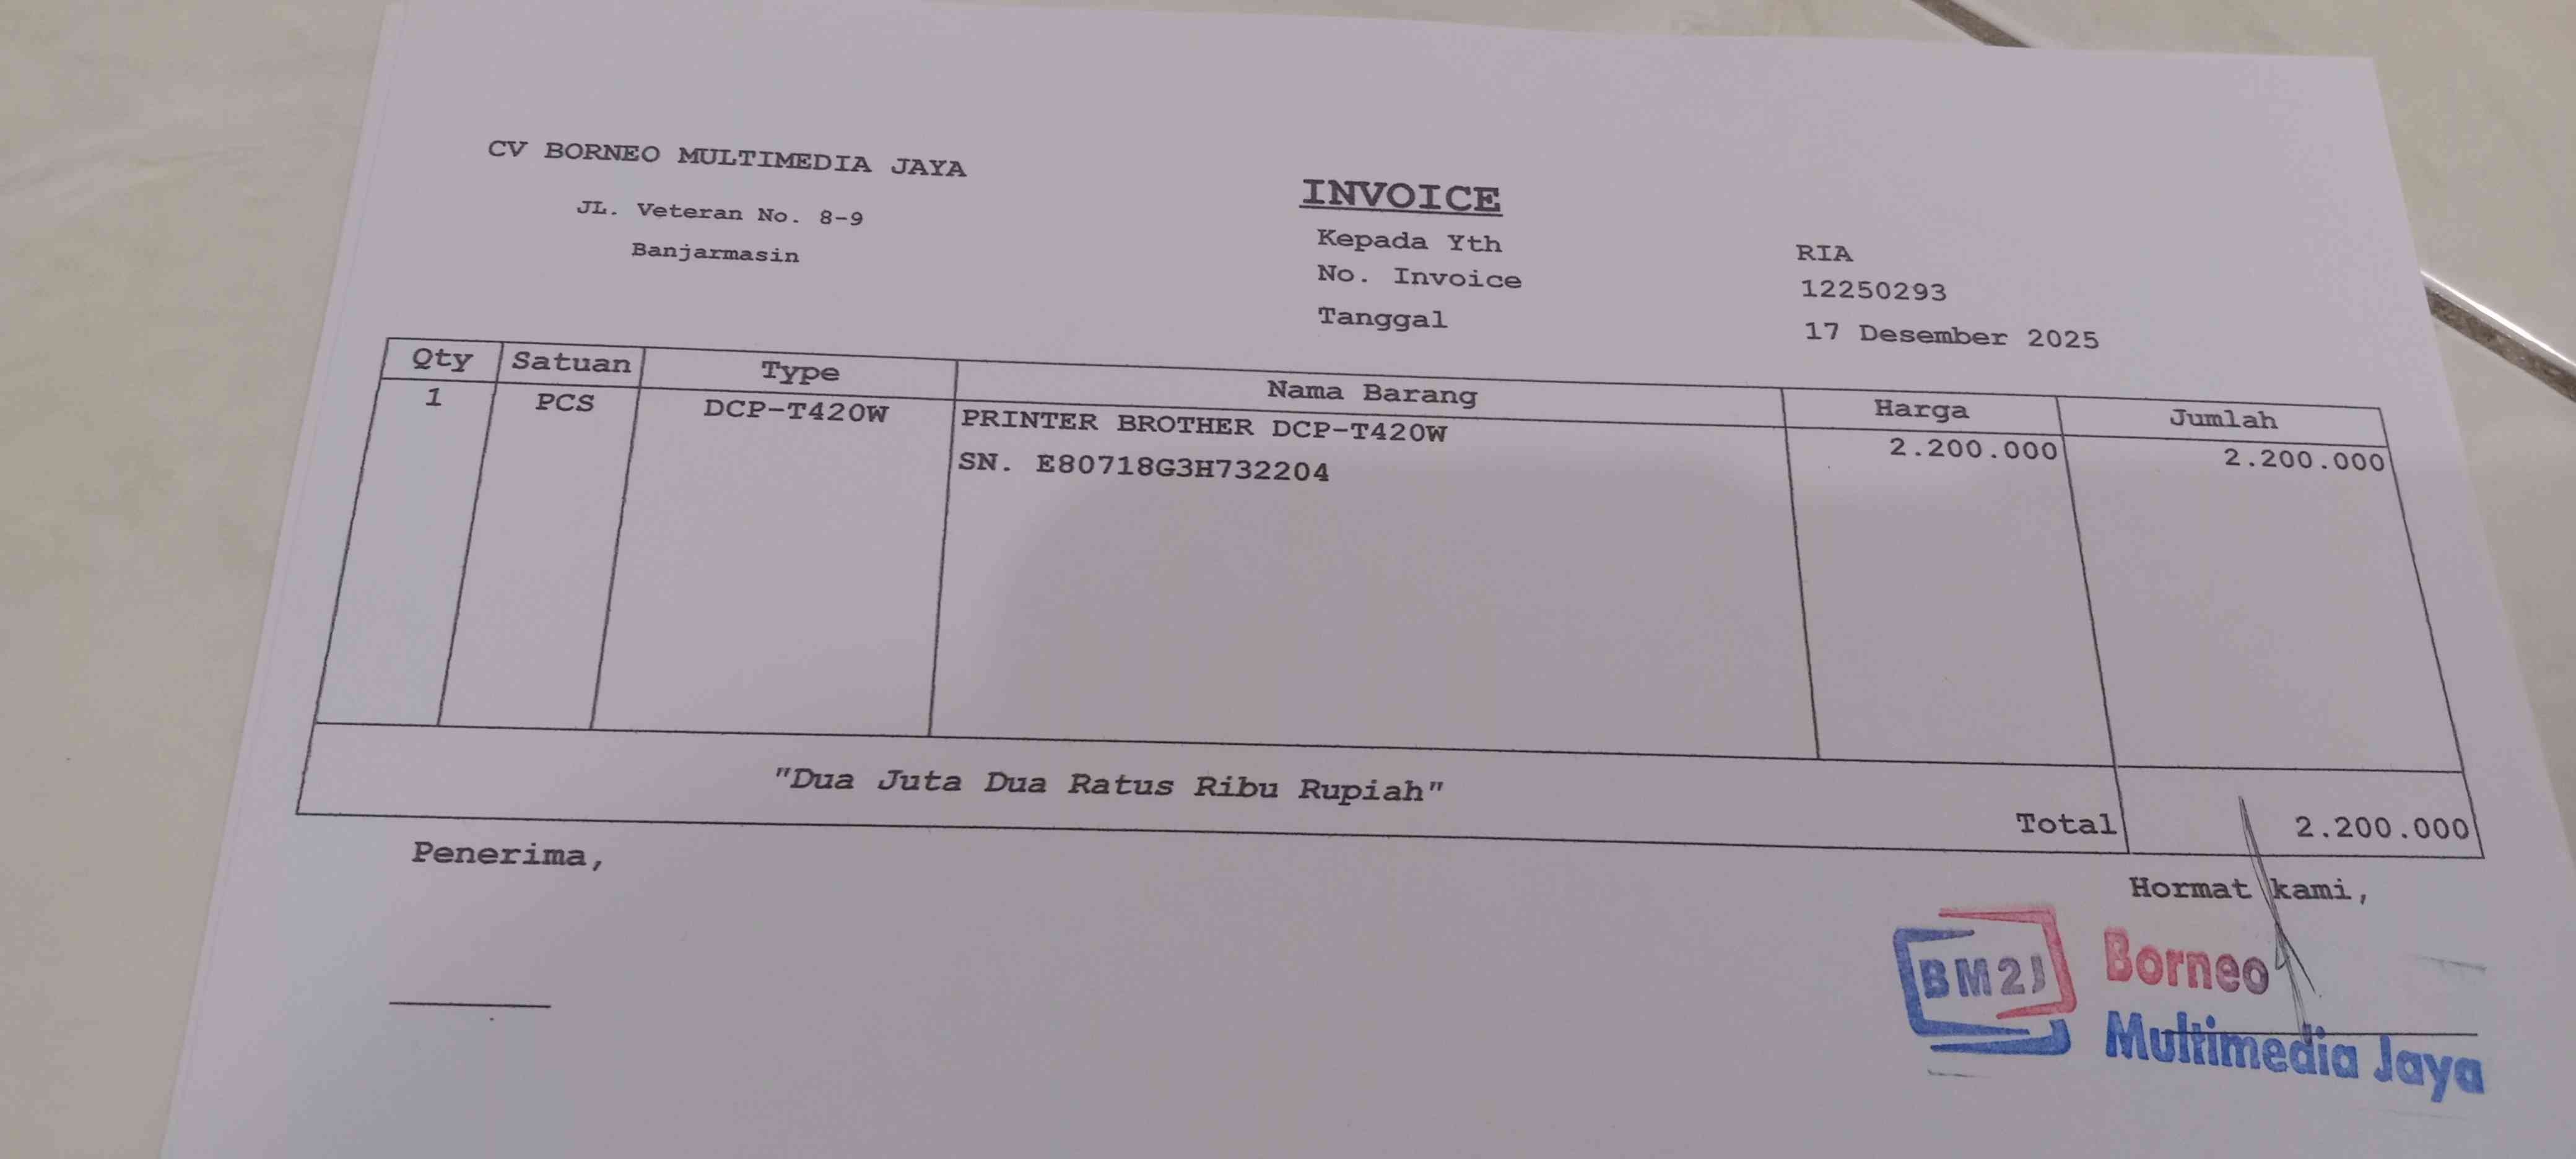 CV BORNEO MULTIMEDIA JAYA
JL. Veteran No. 8-9
Banjarmasin
INVOICE
Kepada Yth RIA
No. Invoice 12250293
Tanggal 17 Desember 2025
Qty Satuan Type Nama Barang Harga Jumlah
1 PCS DCP-T420W PRINTER BROTHER DCP-T420W 2.200.000 2.200.000
SN. E80718G3H732204
"Dua Juta Dua Ratus Ribu Rupiah"
Total 2.200.000
Penerima,
Hormat kami,
BM2J
Borneo
Multimedia Jaya